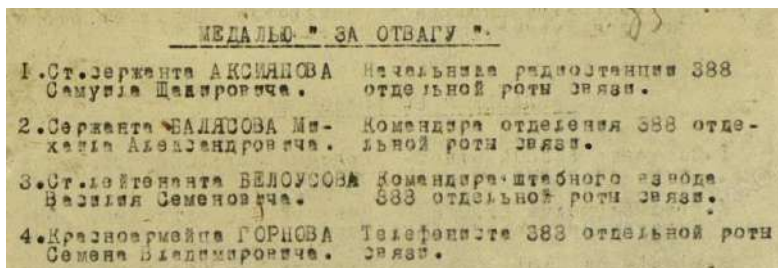 МЕДАЛЬЮ " ЗА ОТВАГУ ".
1.Ст.сержанта АКСИЯПОВА Начальника радиостанции 388
Самуила Шакировича. отдельной роты связи.
2.Сержанта БАЛЯСОВА Ми- Командира отделения 388 отде-
хаила Александровича. льной роты связи.
3.Ст.лейтенанта БЕЛОУСОВА Командира штабного взвода
Василия Семеновича. 388 отдельной роты связи.
4.Красноармейца ГОРНОВА Телефониста 388 отдельной роты
Семена Владимировича. связи.